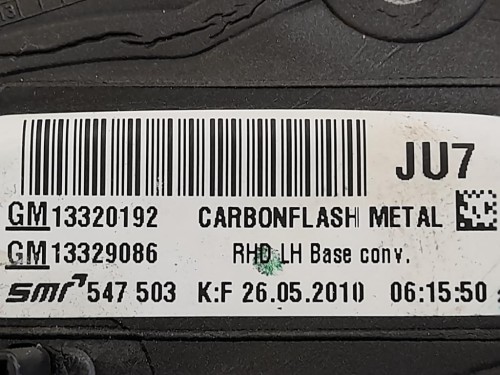 JU7
GM13320192 CARBONFLASH METAL
GM13329086 RHD LH Base conv.
smr 547 503 K:F 26.05.2010 06:15:50